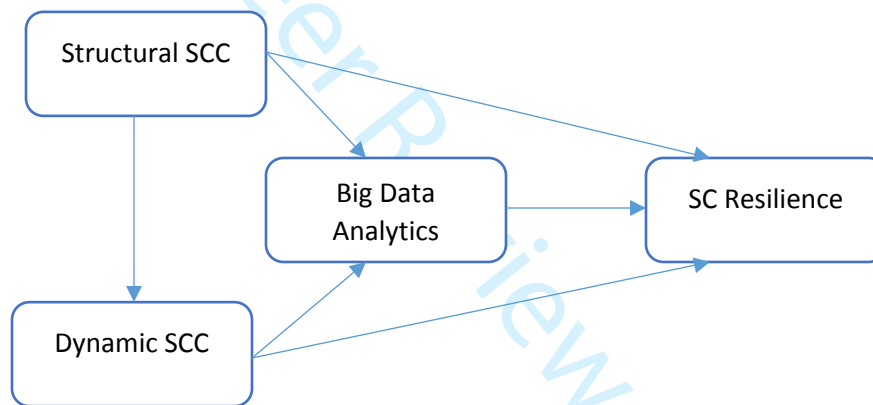 Structural SCC
Big Data
Analytics
SC Resilience
Dynamic SCC